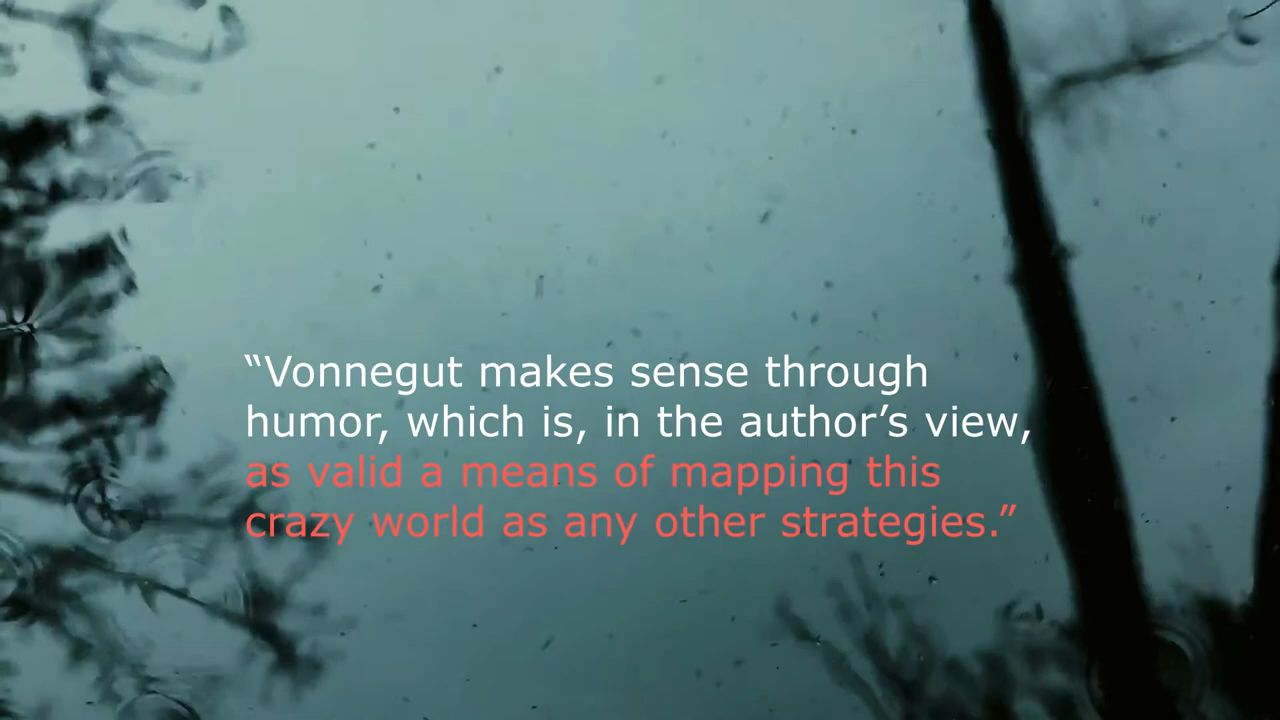 “Vonnegut makes sense through
humor, which is, in the author’s view,
as valid a means of mapping this
crazy world as any other strategies.”